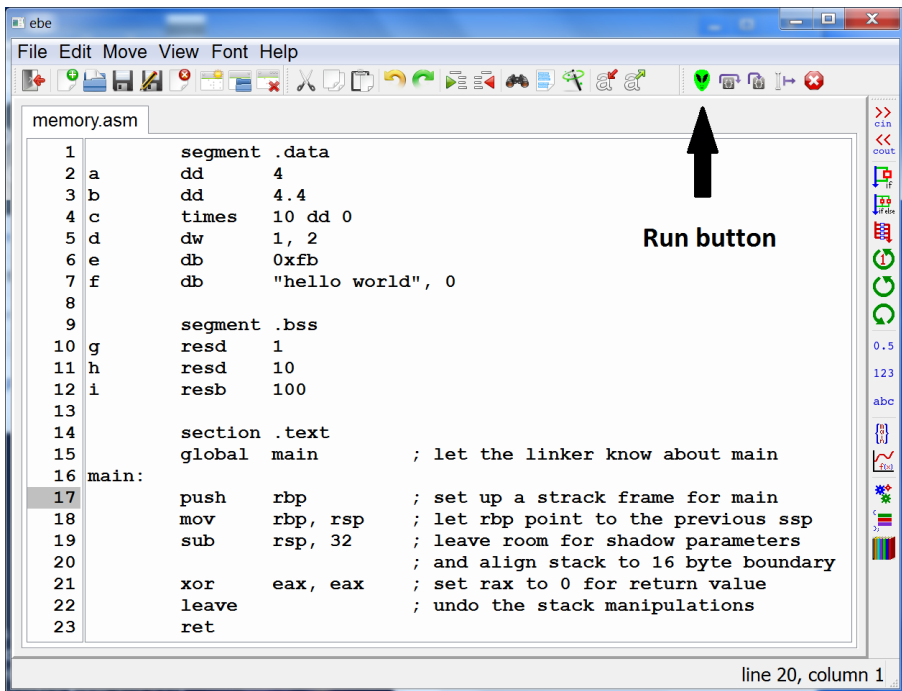 ebe
File Edit Move View Font Help
memory.asm
cin
cout
if
if else
1
0.5
123
abc
f(x)
Run button
1 segment .data
2 a dd 4
3 b dd 4.4
4 c times 10 dd 0
5 d dw 1, 2
6 e db 0xfb
7 f db "hello world", 0
8
9 segment .bss
10 g resd 1
11 h resd 10
12 i resb 100
13
14 section .text
15 global main ; let the linker know about main
16 main:
17 push rbp ; set up a strack frame for main
18 mov rbp, rsp ; let rbp point to the previous ssp
19 sub rsp, 32 ; leave room for shadow parameters
20 ; and align stack to 16 byte boundary
21 xor eax, eax ; set rax to 0 for return value
22 leave ; undo the stack manipulations
23 ret
line 20, column 1